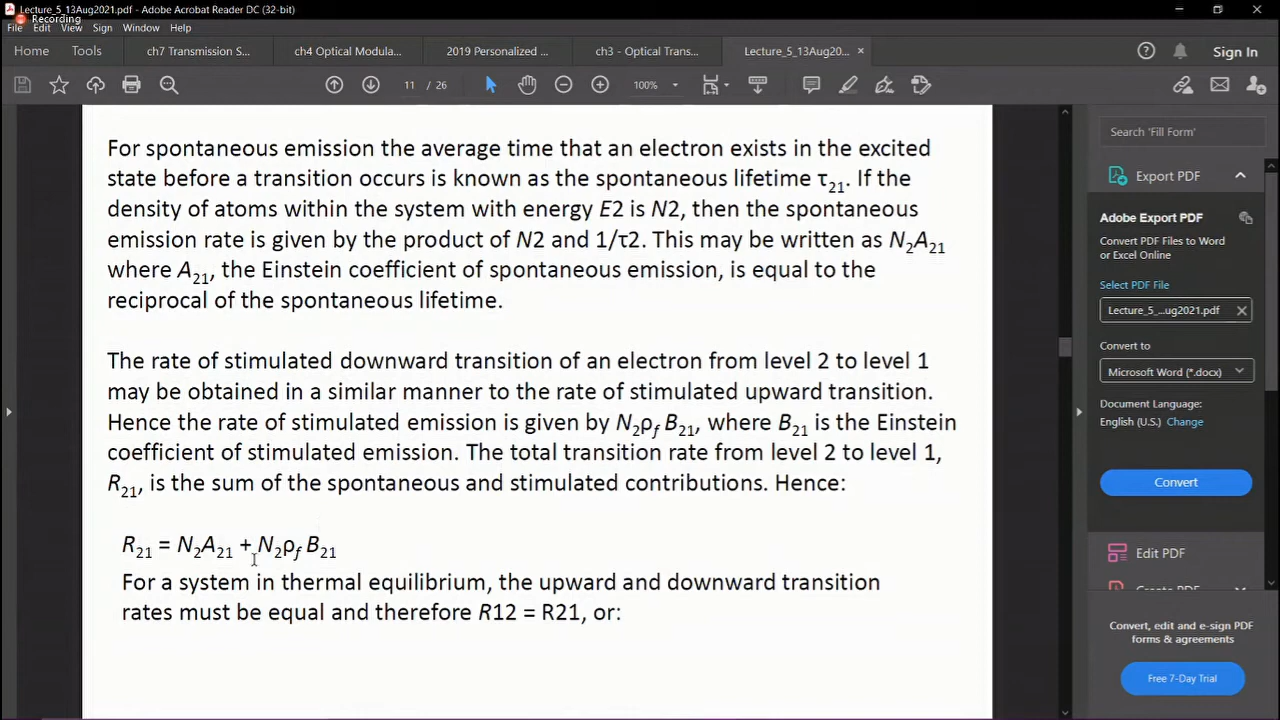 Lecture_5_13Aug2021.pdf - Adobe Acrobat Reader DC (32-bit)
Recording
File Edit View Sign Window Help
Home Tools ch7 Transmission S... ch4 Optical Modula... 2019 Personalized ... ch3 - Optical Trans... Lecture_5_13Aug20... × Sign In
11 / 26 100%
For spontaneous emission the average time that an electron exists in the excited
state before a transition occurs is known as the spontaneous lifetime τ₂₁. If the
density of atoms within the system with energy E2 is N2, then the spontaneous
emission rate is given by the product of N2 and 1/τ2. This may be written as N₂A₂₁
where A₂₁, the Einstein coefficient of spontaneous emission, is equal to the
reciprocal of the spontaneous lifetime.
The rate of stimulated downward transition of an electron from level 2 to level 1
may be obtained in a similar manner to the rate of stimulated upward transition.
Hence the rate of stimulated emission is given by N₂ρf B₂₁, where B₂₁ is the Einstein
coefficient of stimulated emission. The total transition rate from level 2 to level 1,
R₂₁, is the sum of the spontaneous and stimulated contributions. Hence:
R₂₁ = N₂A₂₁ + N₂ρf B₂₁
For a system in thermal equilibrium, the upward and downward transition
rates must be equal and therefore R12 = R21, or:
Search 'Fill Form'
Export PDF
Adobe Export PDF
Convert PDF Files to Word
or Excel Online
Select PDF File
Lecture_5_...ug2021.pdf
Convert to
Microsoft Word (*.docx)
Document Language:
English (U.S.) Change
Convert
Edit PDF
Create PDF
Convert, edit and e-sign PDF
forms & agreements
Free 7-Day Trial